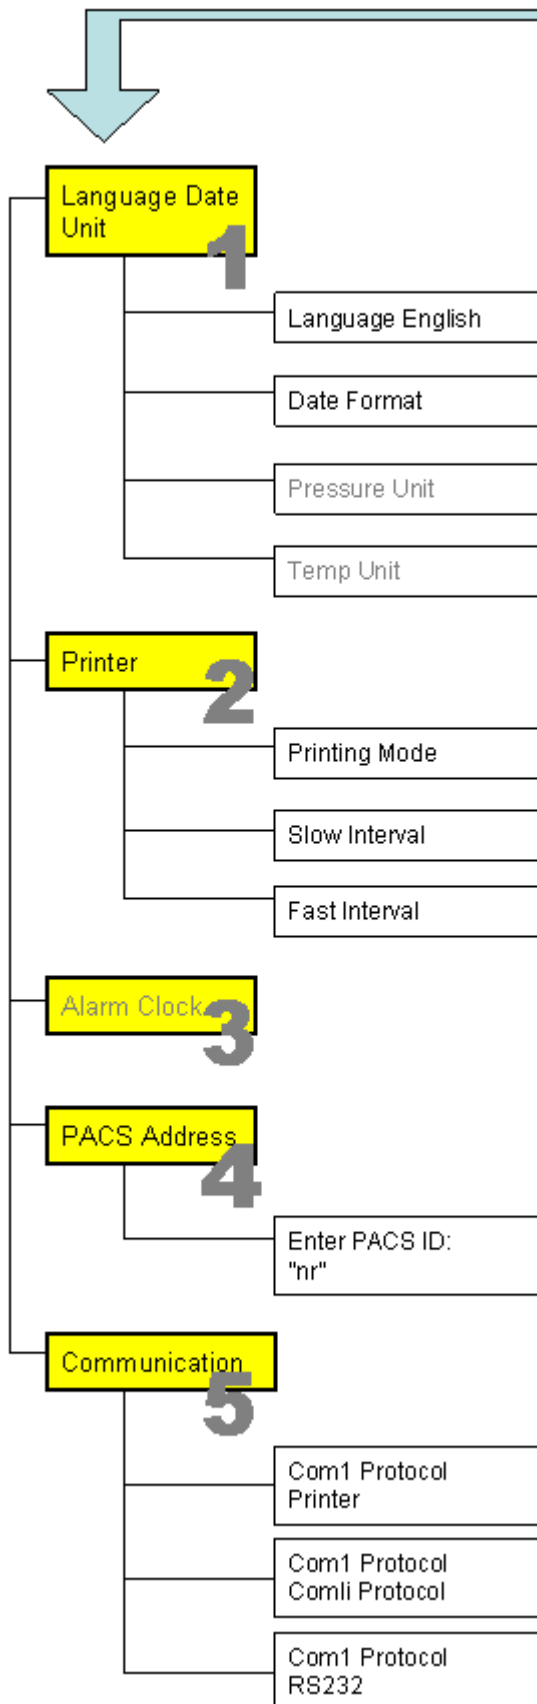 Language Date
Unit
1
Language English
Date Format
Pressure Unit
Temp Unit
Printer
2
Printing Mode
Slow Interval
Fast Interval
Alarm Clock
3
PACS Address
4
Enter PACS ID:
"nr"
Communication
5
Com1 Protocol
Printer
Com1 Protocol
Comli Protocol
Com1 Protocol
RS232